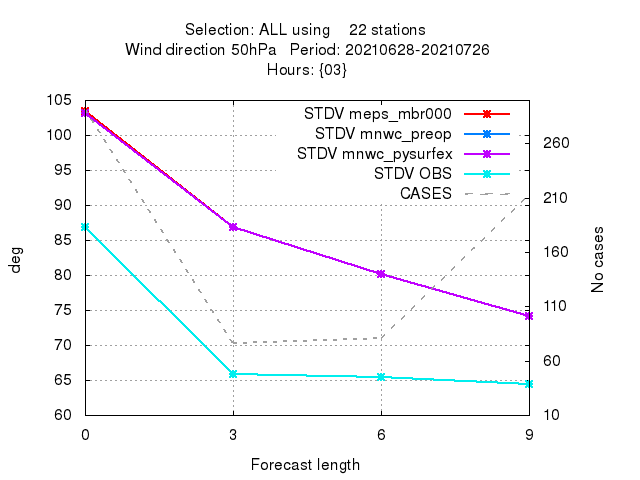 Selection: ALL using 22 stations
Wind direction 50hPa Period: 20210628-20210726
Hours: {03}
STDV meps_mbr000
STDV mnwc_preop
STDV mnwc_pysurfex
STDV OBS
CASES
deg
105
100
95
90
85
80
75
70
65
60
No cases
260
210
160
110
60
10
0 3 6 9
Forecast length